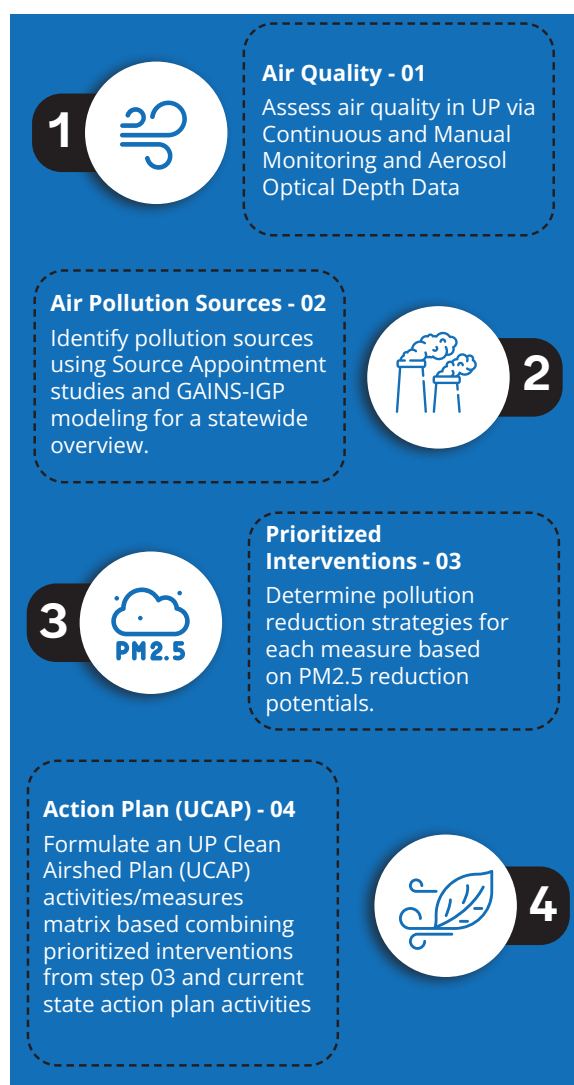 1
Air Quality - 01
Assess air quality in UP via
Continuous and Manual
Monitoring and Aerosol
Optical Depth Data
Air Pollution Sources - 02
Identify pollution sources
using Source Appointment
studies and GAINS-IGP
modeling for a statewide
overview.
2
3
PM2.5
Prioritized
Interventions - 03
Determine pollution
reduction strategies for
each measure based
on PM2.5 reduction
potentials.
Action Plan (UCAP) - 04
Formulate an UP Clean
Airshed Plan (UCAP)
activities/measures
matrix based combining
prioritized interventions
from step 03 and current
state action plan activities
4